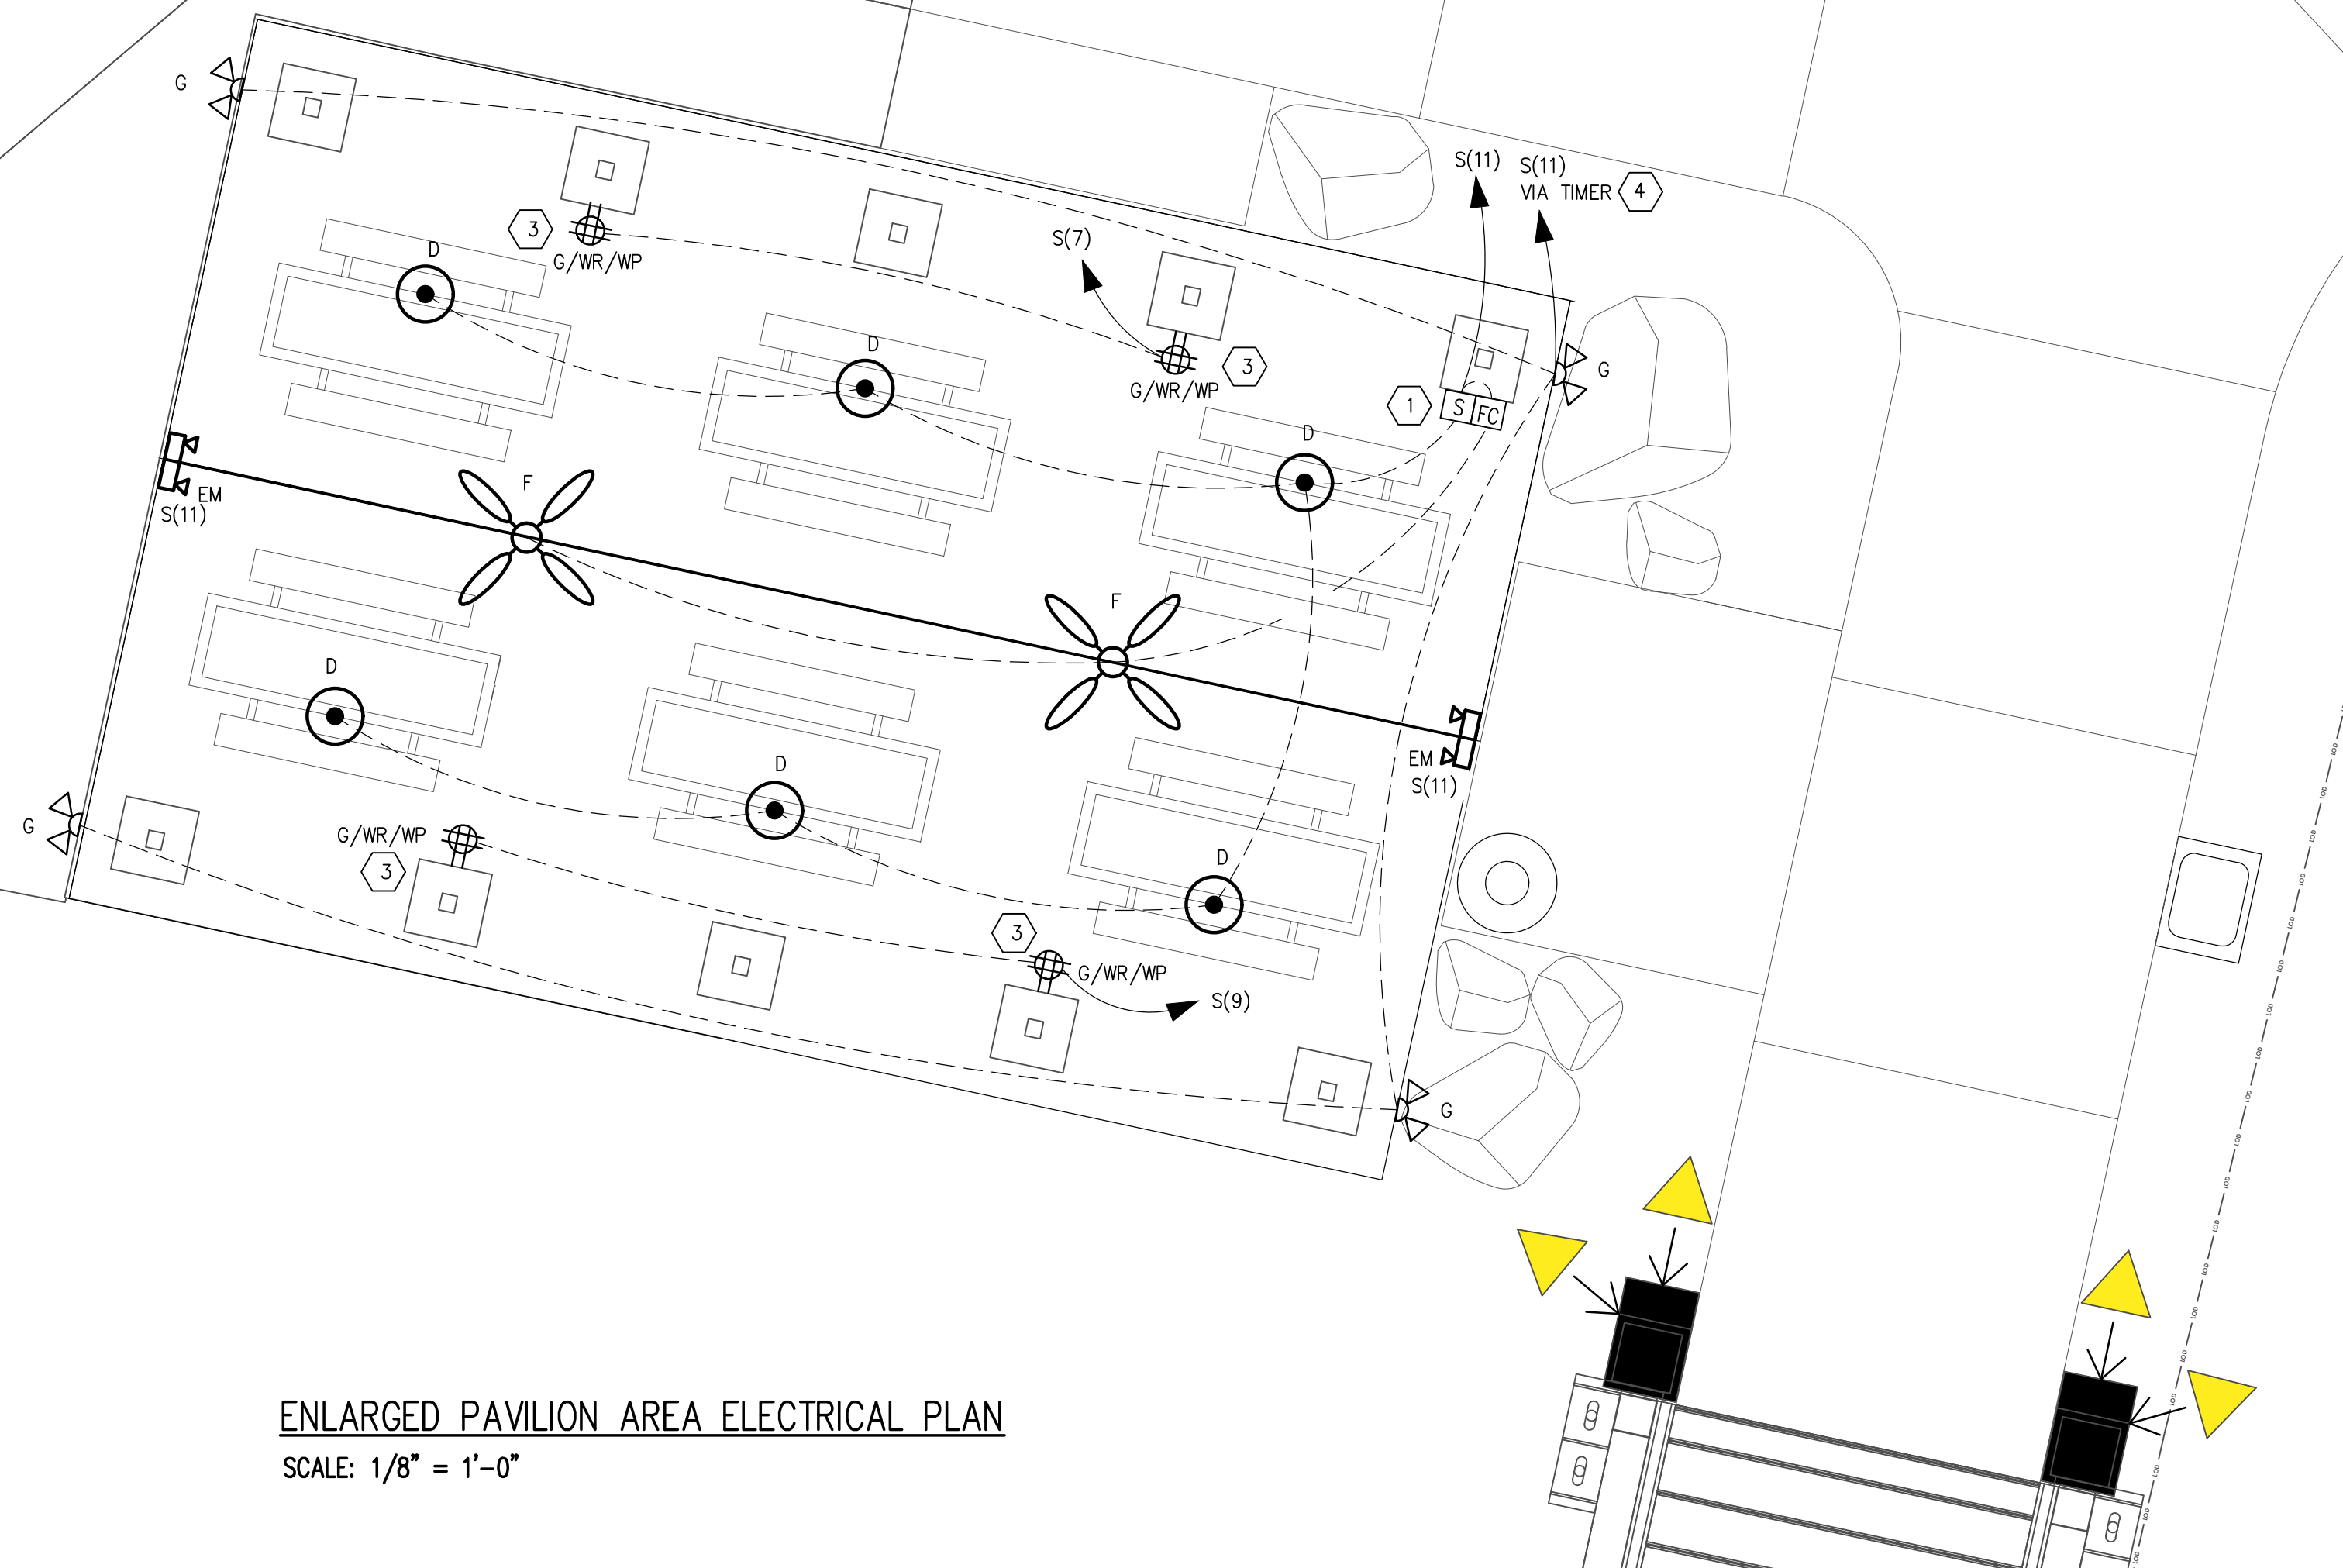 G
S(11)
S(11)
VIA TIMER
4
3
G/WR/WP
D
S(7)
D
G/WR/WP
3
G
1
S
FC
D
EM
S(11)
F
F
D
D
EM
S(11)
G
G/WR/WP
3
D
3
G/WR/WP
S(9)
G
ENLARGED PAVILION AREA ELECTRICAL PLAN
SCALE: 1/8" = 1'-0"